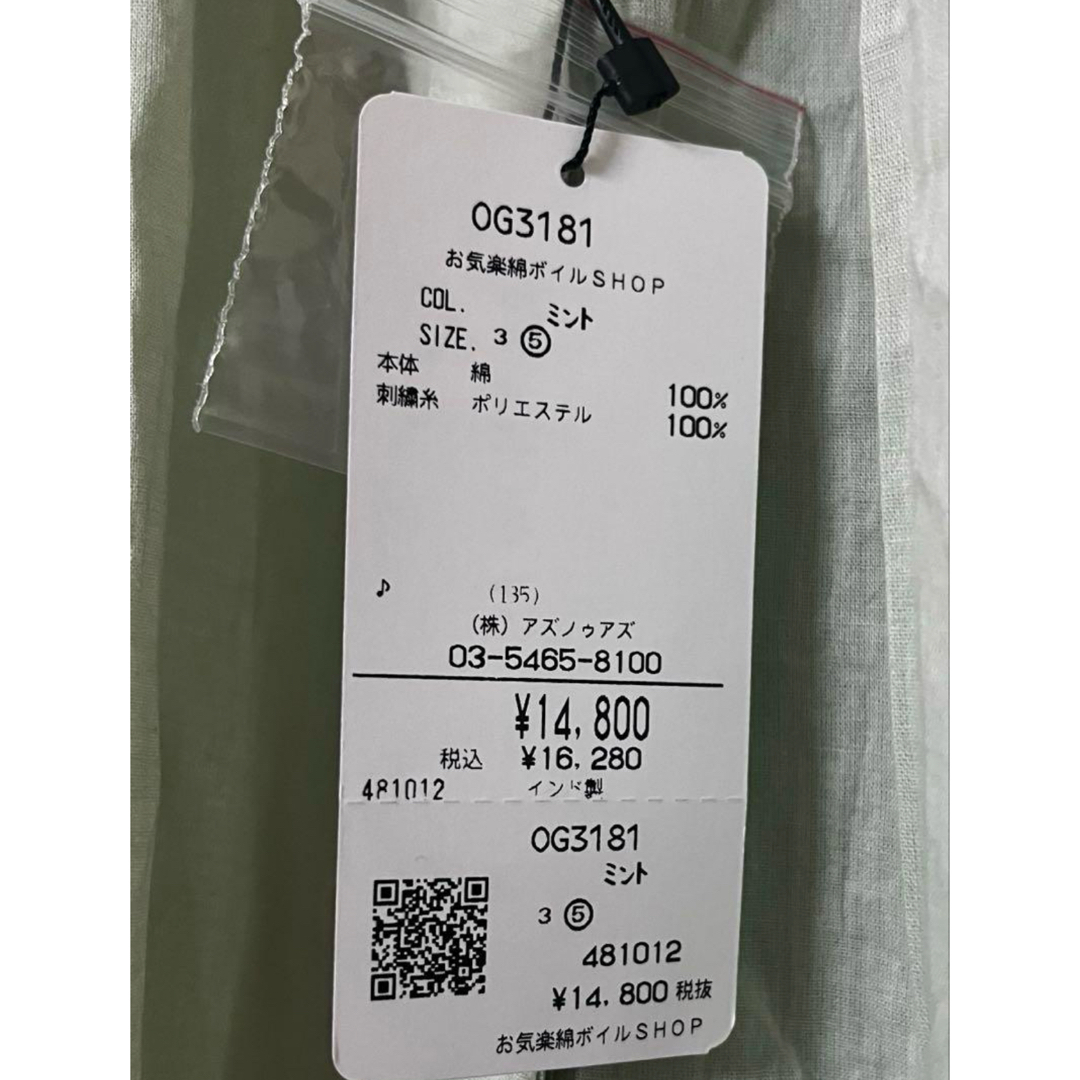 OG3181
お気楽綿ボイルSHOP
COL. ミント
SIZE. 3 ⑤
本体 綿 100%
刺繍糸 ポリエステル 100%
♪ (135)
(株) アズノゥアズ
03-5465-8100
¥14,800
税込 ¥16,280
481012 インド製
OG3181
ミント
3 ⑤
481012
¥14,800 税抜
お気楽綿ボイルSHOP